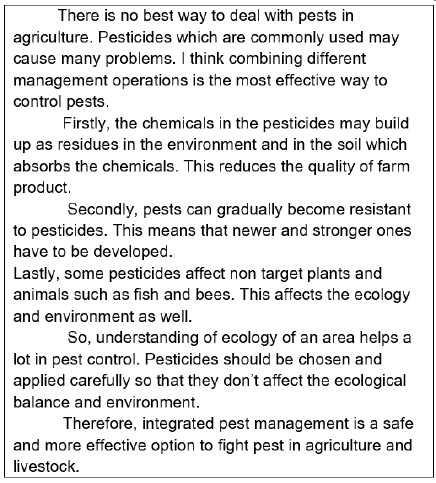 There is no best way to deal with pests in
agriculture. Pesticides which are commonly used may
cause many problems. I think combining different
management operations is the most effective way to
control pests.
Firstly, the chemicals in the pesticides may build
up as residues in the environment and in the soil which
absorbs the chemicals. This reduces the quality of farm
product.
Secondly, pests can gradually become resistant
to pesticides. This means that newer and stronger ones
have to be developed.
Lastly, some pesticides affect non target plants and
animals such as fish and bees. This affects the ecology
and environment as well.
So, understanding of ecology of an area helps a
lot in pest control. Pesticides should be chosen and
applied carefully so that they don't affect the ecological
balance and environment.
Therefore, integrated pest management is a safe
and more effective option to fight pest in agriculture and
livestock.